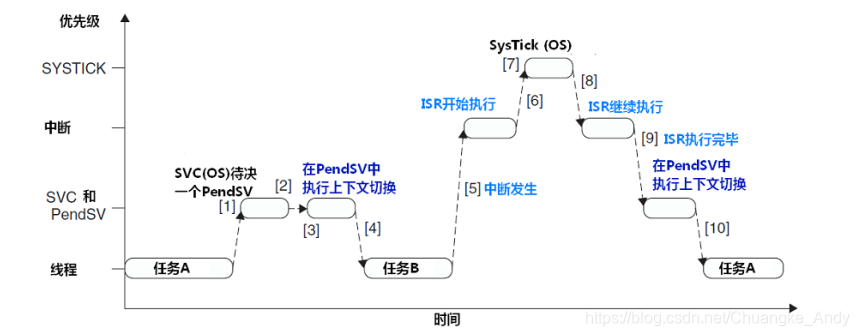 优先级
SysTick (OS)
SYSTICK
[7]
[8]
ISR开始执行
[6]
ISR继续执行
中断
[9] ISR执行完毕
SVC(OS)待决
一个PendSV
[2]
在PendSV中
执行上下文切换
[5] 中断发生
在PendSV中
执行上下文切换
SVC 和
PendSV
[1]
[3]
[4]
[10]
线程
任务A
任务B
任务A
时间
https://blog.csdn.net/Chuangke_Andy